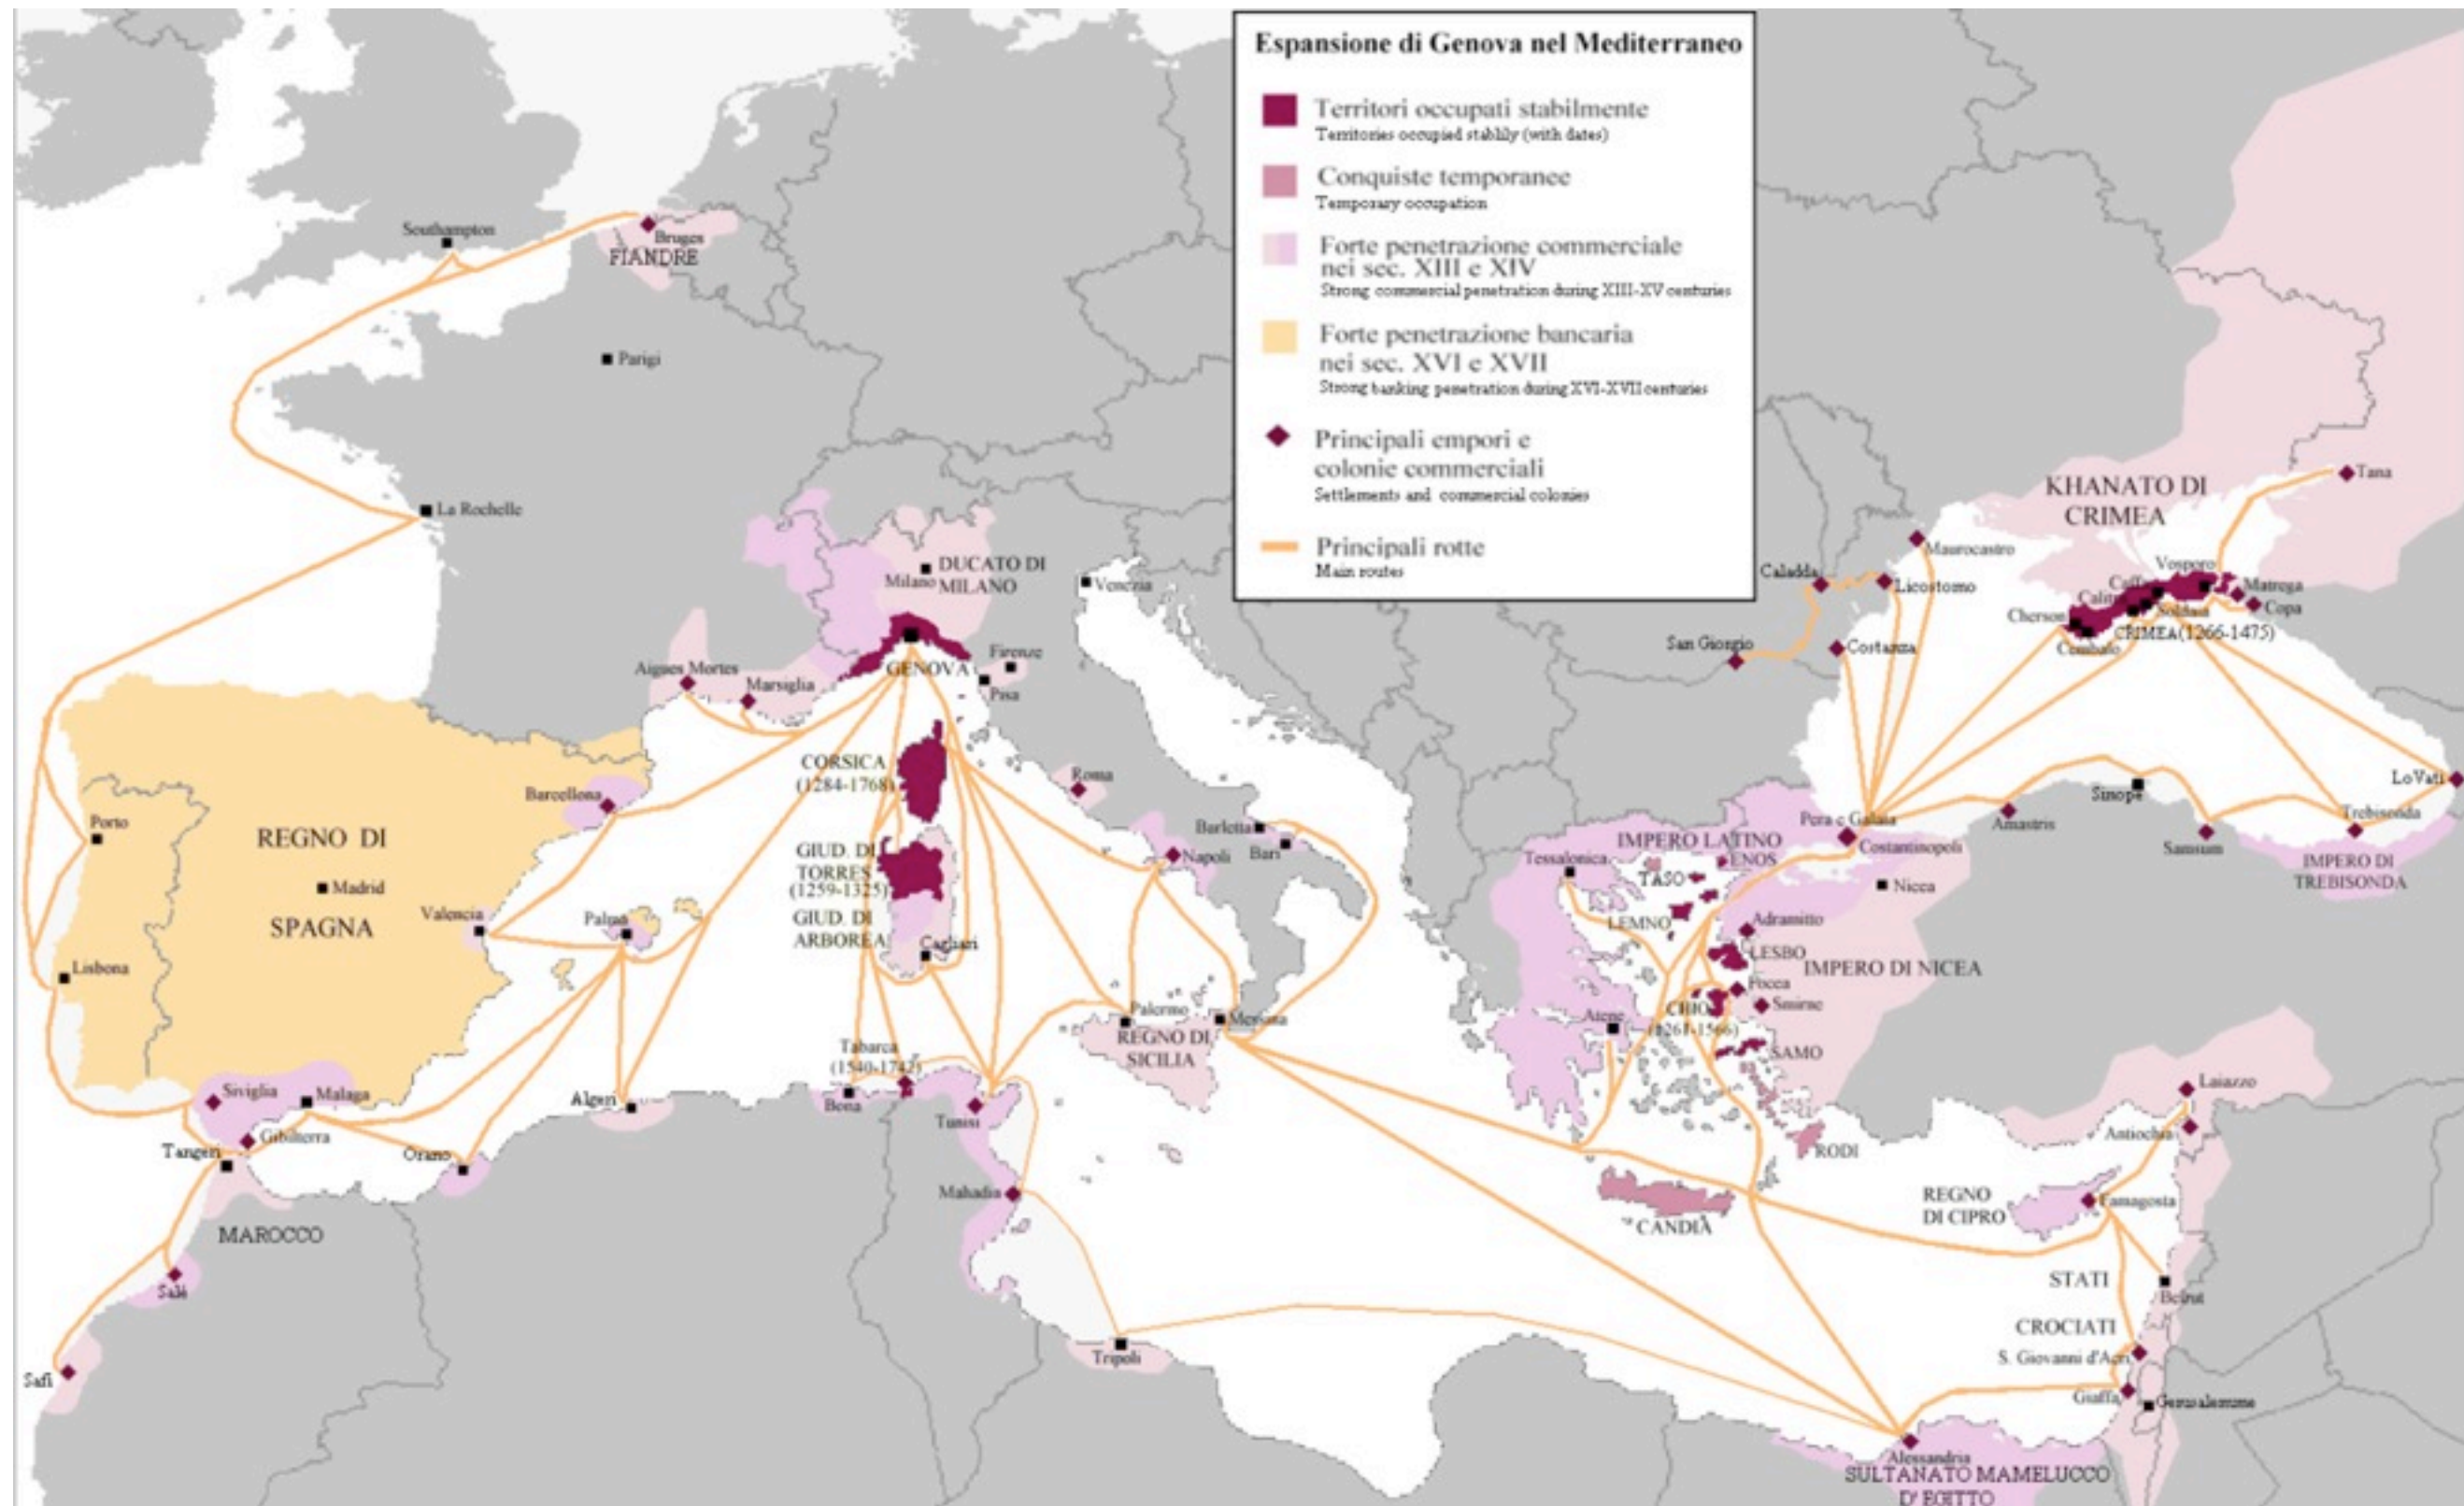 Espansione di Genova nel Mediterraneo
Territori occupati stabilmente
Territories occupied stablily (with dates)
Conquiste temporanee
Temporary occupation
Forte penetrazione commerciale
nei sec. XIII e XIV
Strong commercial penetration during XIII-XV centuries
Forte penetrazione bancaria
nei sec. XVI e XVII
Strong banking penetration during XVI-XVII centuries
Principali empori e
colonie commerciali
Settlements and commercial colonies
Principali rotte
Main routes
Southampton
Bruges
FIANDRE
Parigi
La Rochelle
DUCATO DI
MILANO
Milano
Venezia
GENOVA
Firenze
Pisa
Aigues Mortes
Marsiglia
CORSICA
(1284-1768)
Roma
Barcellona
Porto
REGNO DI
SPAGNA
Madrid
Valencia
Palma
Lisbona
GIUD. DI
TORRES
(1259-1325)
GIUD. DI
ARBOREA
Cagliari
Napoli
Barletta
Bari
Palermo
Messina
REGNO DI
SICILIA
Siviglia
Malaga
Gibilterra
Tangeri
Orano
Algeri
Tabarca
(1540-1742)
Bona
Tunisi
Mahadia
MAROCCO
Salè
Safi
Tripoli
KHANATO DI
CRIMEA
Tana
Maurocastro
Caladda
Licostomo
San Giorgio
Costanza
Vosporo
Caffa
Matrega
Copa
Soldaia
Cherson
CRIMEA(1266-1475)
Cembalo
LoVati
Sinope
Trebisonda
Amastris
Samsum
IMPERO DI
TREBISONDA
Pera e Galata
Costantinopoli
IMPERO LATINO
Tessalonica
ENOS
TASO
Nicea
LEMNO
Adramitto
LESBO
IMPERO DI NICEA
Focea
CHIO
(1261-1566)
Smirne
Atene
SAMO
RODI
CANDIA
Laiazzo
Antiochia
REGNO
DI CIPRO
Famagosta
STATI
CROCIATI
Beirut
S. Giovanni d'Acri
Giaffa
Gerusalemme
Alessandria
SULTANATO MAMELUCCO
D' EGITTO